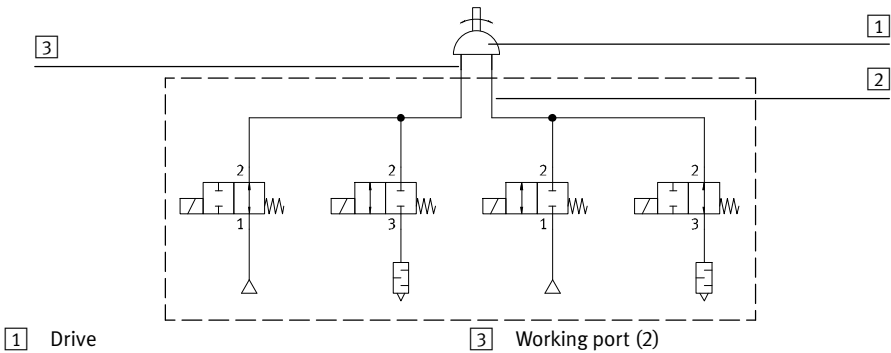 1
3
2
2 2 2 2
1 3 1 3
1 Drive 3 Working port (2)